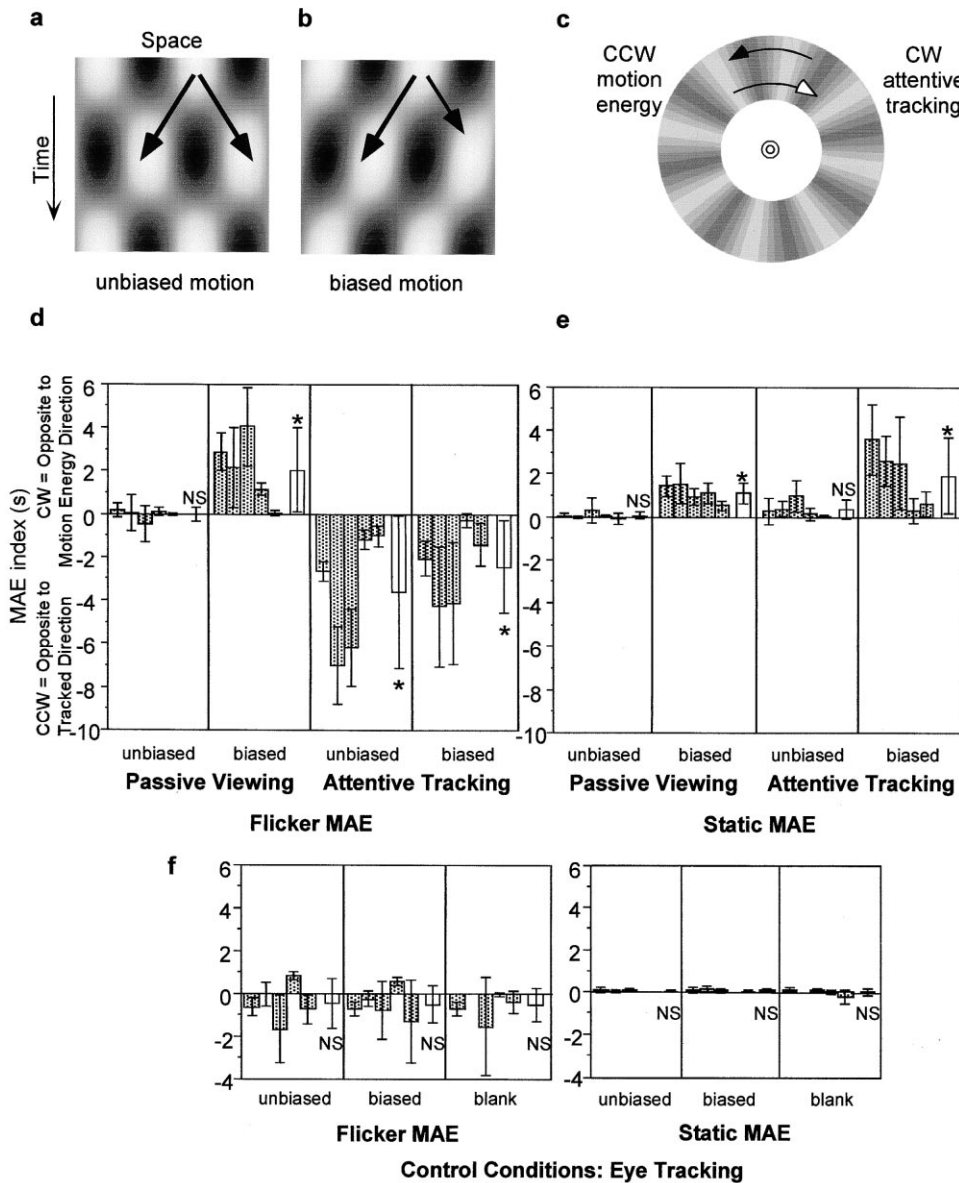 a
b
c
Space
Time
unbiased motion
biased motion
CCW
motion
energy
CW
attentive
tracking
d
e
MAE index (s)
CW = Opposite to
Motion Energy Direction
CCW = Opposite to
Tracked Direction
6
4
2
0
-2
-4
-6
-8
-10
NS
*
*
*
unbiased
biased
unbiased
biased
Passive Viewing
Attentive Tracking
Flicker MAE
6
4
2
0
-2
-4
-6
-8
-10
NS
*
NS
*
unbiased
biased
unbiased
biased
Passive Viewing
Attentive Tracking
Static MAE
f
6
4
2
0
-2
-4
NS
NS
NS
unbiased
biased
blank
Flicker MAE
6
4
2
0
-2
-4
NS
NS
NS
unbiased
biased
blank
Static MAE
Control Conditions: Eye Tracking